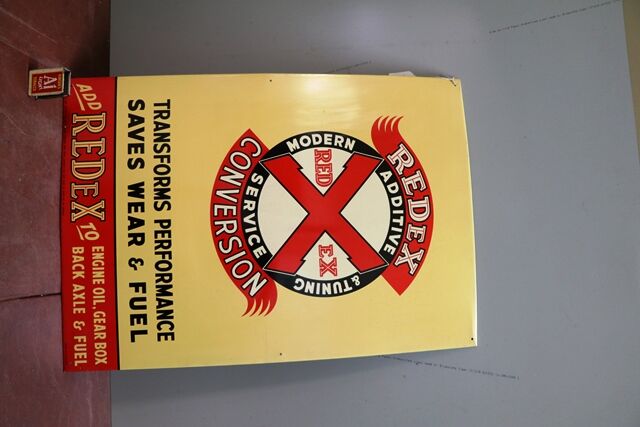 REDEX
MODERN
ADDITIVE
RED
EX
SERVICE
& TUNING
CONVERSION
TRANSFORMS PERFORMANCE
SAVES WEAR & FUEL
ADD REDEX TO ENGINE OIL, GEAR BOX
BACK AXLE & FUEL
Ai